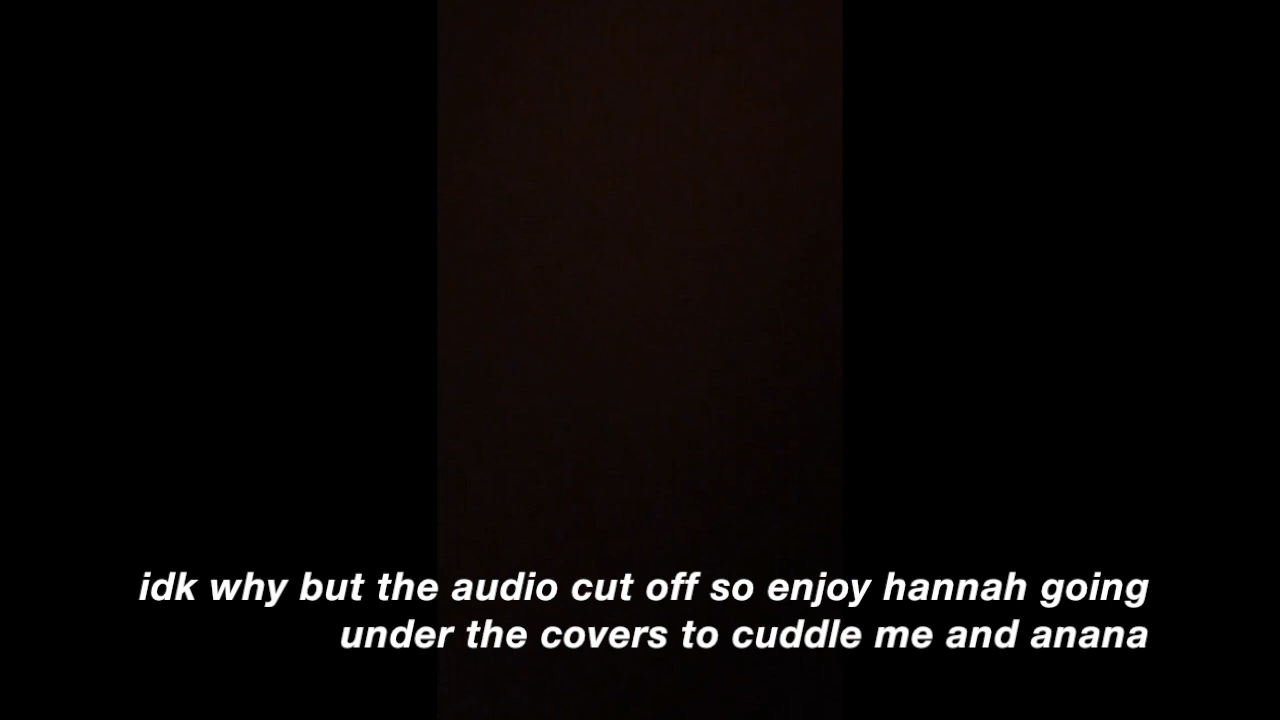 idk why but the audio cut off so enjoy hannah going
under the covers to cuddle me and anana